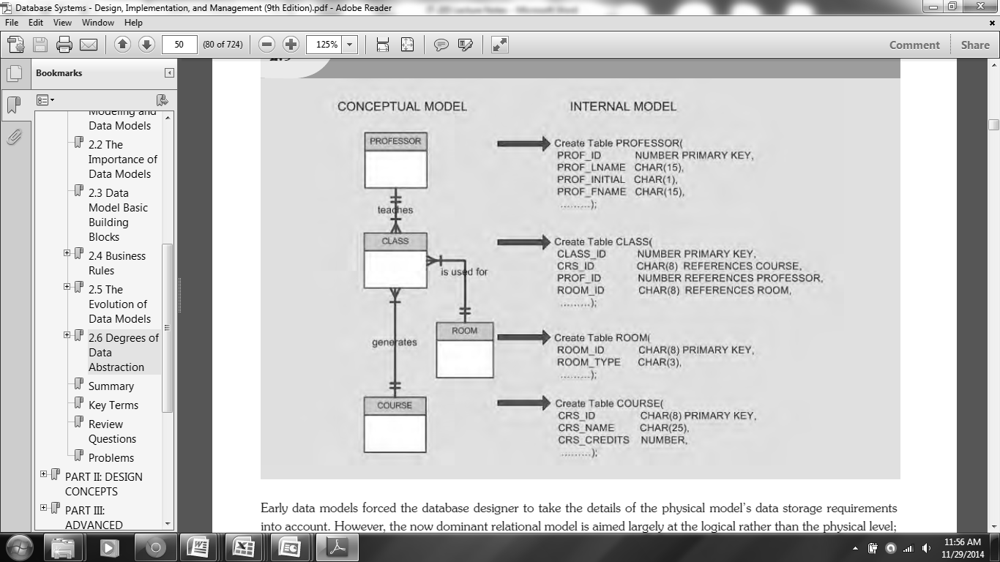 Database Systems - Design, Implementation, and Management (9th Edition).pdf - Adobe Reader
File Edit View Window Help
50 (80 of 724) 125% Comment Share
Bookmarks
Modeling and
Data Models
2.2 The
Importance of
Data Models
2.3 Data
Model Basic
Building
Blocks
2.4 Business
Rules
2.5 The
Evolution of
Data Models
2.6 Degrees of
Data
Abstraction
Summary
Key Terms
Review
Questions
Problems
PART II: DESIGN
CONCEPTS
PART III:
ADVANCED
CONCEPTUAL MODEL
PROFESSOR
teaches
CLASS
is used for
ROOM
generates
COURSE
INTERNAL MODEL
Create Table PROFESSOR(
PROF_ID NUMBER PRIMARY KEY,
PROF_LNAME CHAR(15),
PROF_INITIAL CHAR(1),
PROF_FNAME CHAR(15),
.........);
Create Table CLASS(
CLASS_ID NUMBER PRIMARY KEY,
CRS_ID CHAR(8) REFERENCES COURSE,
PROF_ID NUMBER REFERENCES PROFESSOR,
ROOM_ID CHAR(8) REFERENCES ROOM,
.........);
Create Table ROOM(
ROOM_ID CHAR(8) PRIMARY KEY,
ROOM_TYPE CHAR(3),
.........);
Create Table COURSE(
CRS_ID CHAR(8) PRIMARY KEY,
CRS_NAME CHAR(25),
CRS_CREDITS NUMBER,
.........);
Early data models forced the database designer to take the details of the physical model's data storage requirements
into account. However, the now dominant relational model is aimed largely at the logical rather than the physical level;
11:56 AM
11/29/2014